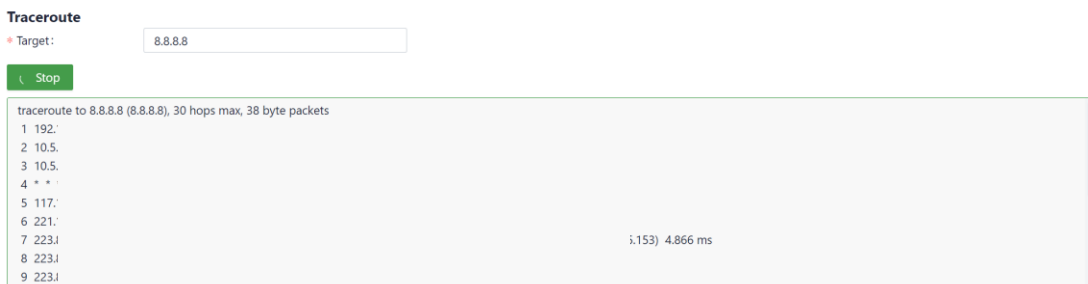 Traceroute
* Target:
8.8.8.8
Stop
traceroute to 8.8.8.8 (8.8.8.8), 30 hops max, 38 byte packets
1 192.
2 10.5.
3 10.5.
4 * *
5 117.
6 221.
7 223. .153) 4.866 ms
8 223.
9 223.